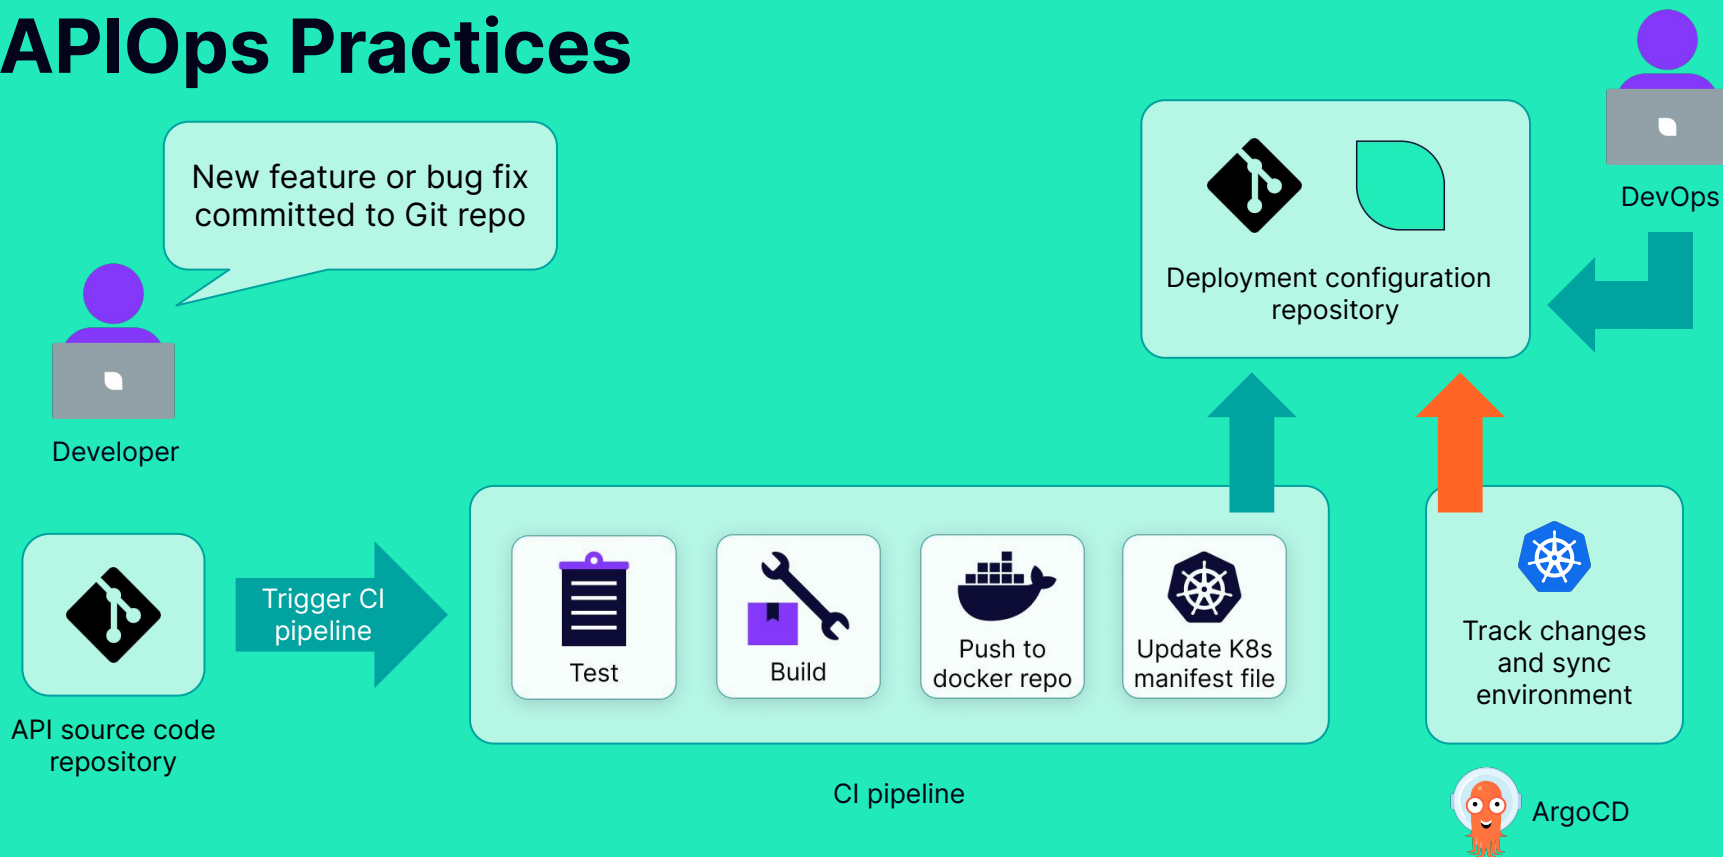 APIOps Practices
New feature or bug fix
committed to Git repo
Developer
DevOps
Deployment configuration
repository
API source code
repository
Trigger CI
pipeline
Test
Build
Push to
docker repo
Update K8s
manifest file
CI pipeline
Track changes
and sync
environment
ArgoCD